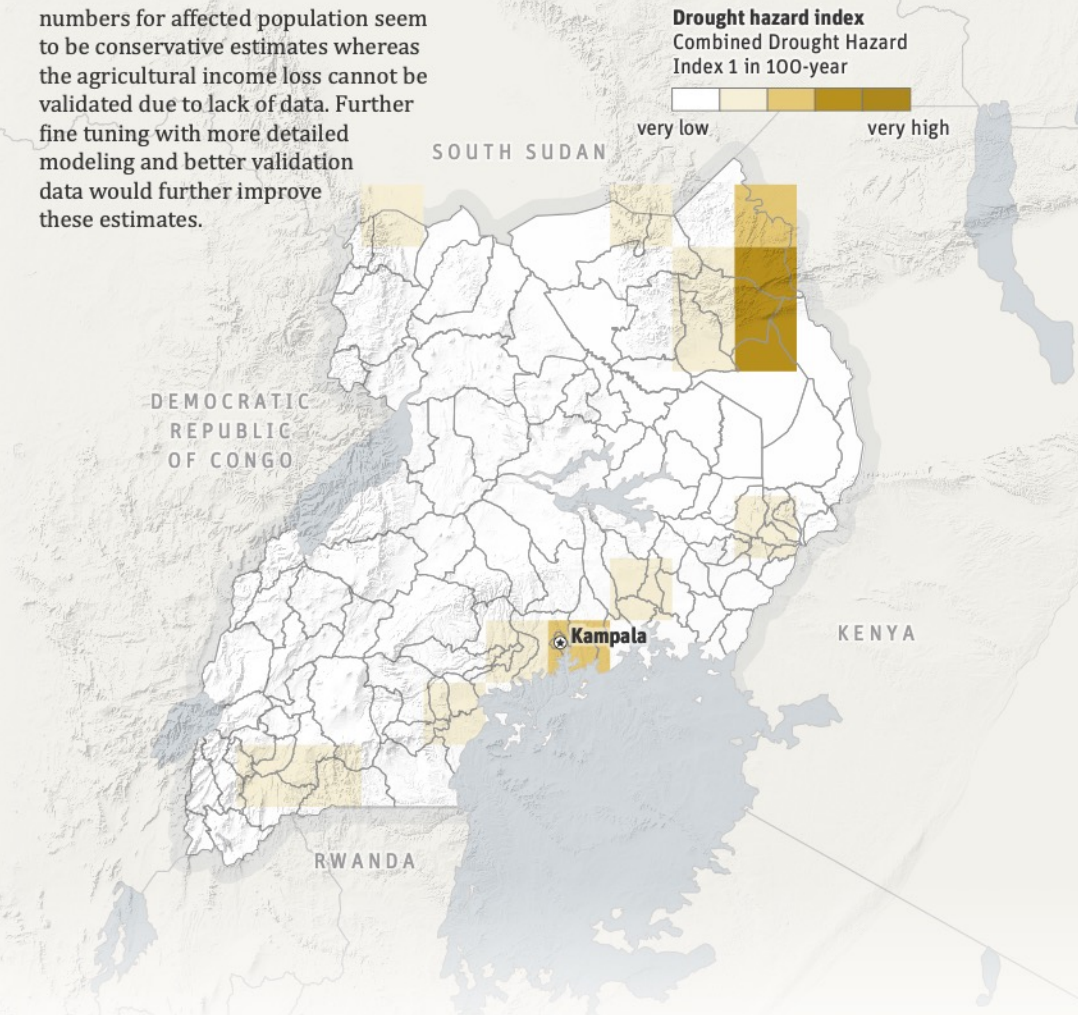 numbers for affected population seem
to be conservative estimates whereas
the agricultural income loss cannot be
validated due to lack of data. Further
fine tuning with more detailed
modeling and better validation
data would further improve
these estimates.
Drought hazard index
Combined Drought Hazard
Index 1 in 100-year
very low
very high
SOUTH SUDAN
DEMOCRATIC
REPUBLIC
OF CONGO
Kampala
KENYA
RWANDA